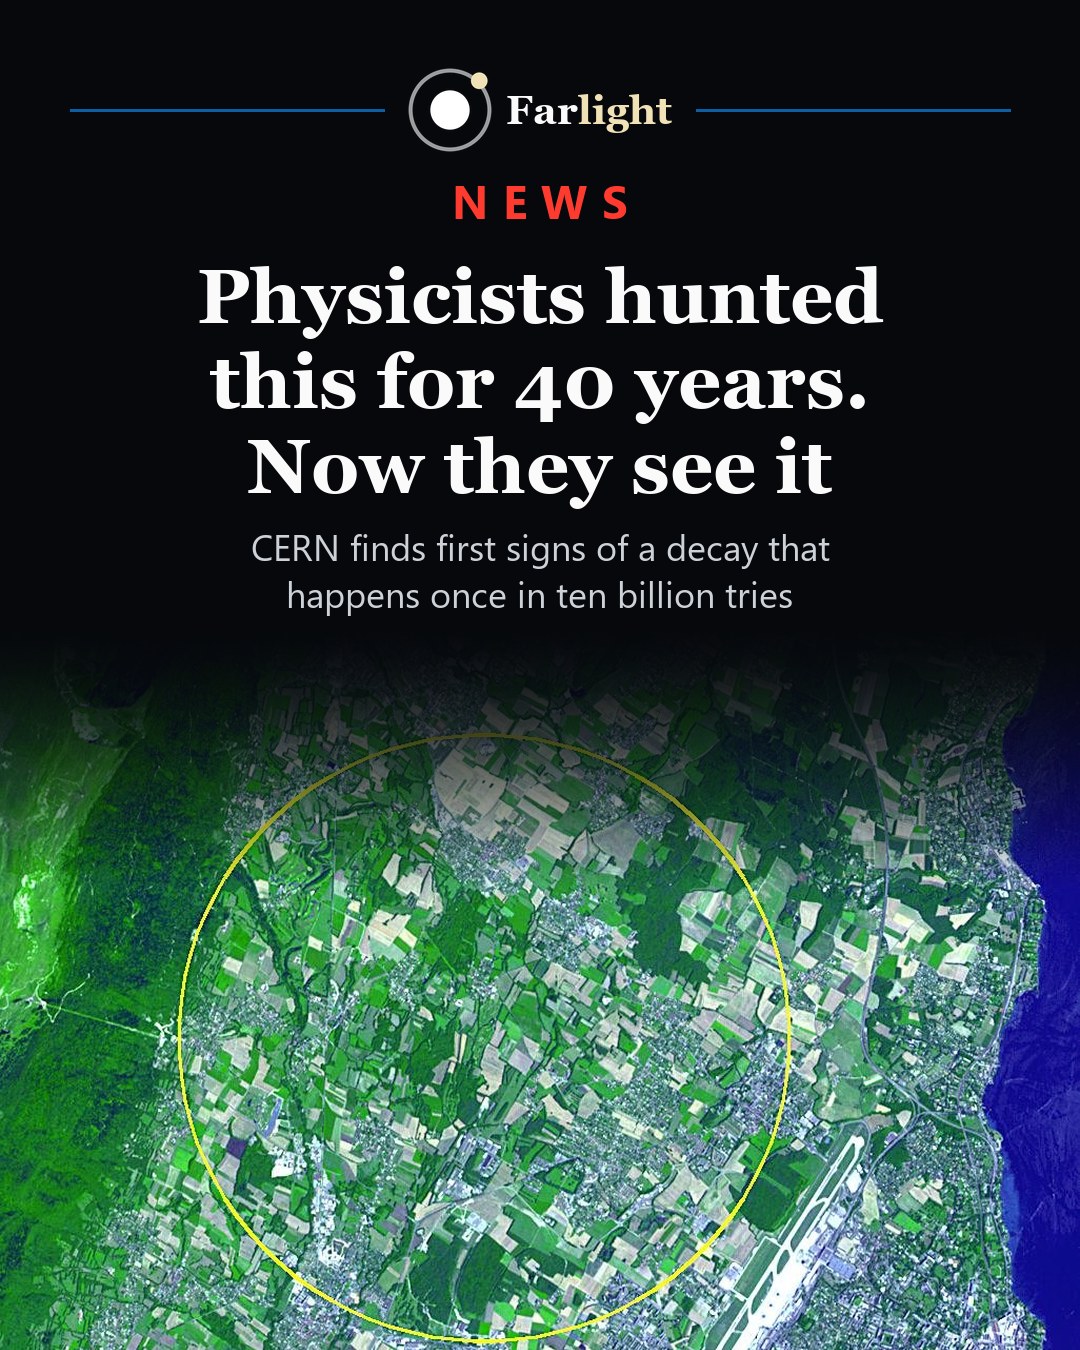 Farlight
NEWS
Physicists hunted
this for 40 years.
Now they see it
CERN finds first signs of a decay that
happens once in ten billion tries